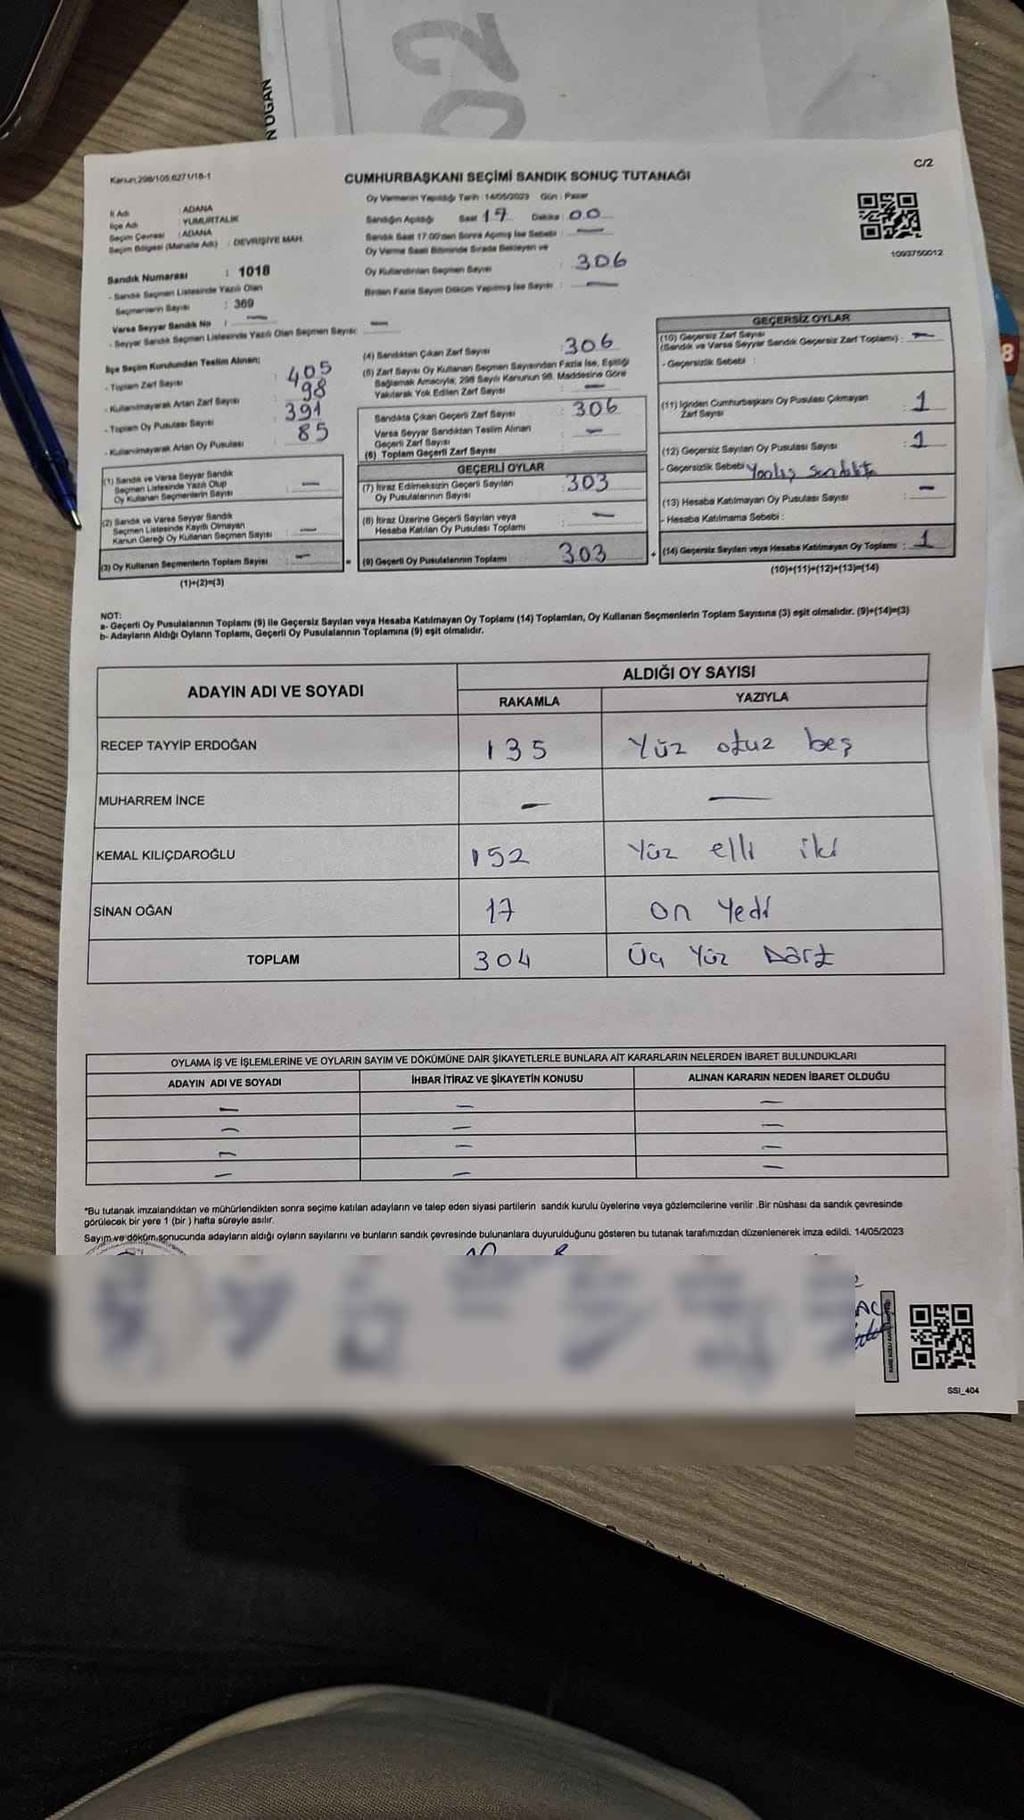 N OĞAN
C/2
Kanun:298/105,6271/18-1
CUMHURBAŞKANI SEÇİMİ SANDIK SONUÇ TUTANAĞI
İl Adı : ADANA
İlçe Adı : YUMURTALIK
Seçim Çevresi : ADANA
Seçim Bölgesi (Mahalle Adı) : DEVRİŞİYE MAH.
Sandık Numarası : 1018
- Sandık Seçmen Listesinde Yazılı Olan
Seçmenlerin Sayısı : 369
Varsa Seyyar Sandık No : —
- Seyyar Sandık Seçmen Listesinde Yazılı Olan Seçmen Sayısı: —
Oy Vermenin Yapıldığı Tarih : 14/05/2023 Gün : Pazar
Sandığın Açıldığı Saat 17 Dakika : 00
Sandık Saat 17:00'den Sonra Açılmış İse Sebebi : —
Oy Verme Saati Bitiminde Sırada Bekleyen ve
Oy Kullandırılan Seçmen Sayısı : 306
Birden Fazla Sayım Döküm Yapılmış İse Sayısı : —
1093750012
İlçe Seçim Kurulundan Teslim Alınan;
- Toplam Zarf Sayısı : 405
- Kullanılmayarak Artan Zarf Sayısı : 98
- Toplam Oy Pusulası Sayısı : 391
- Kullanılmayarak Artan Oy Pusulası : 85
(1) Sandık ve Varsa Seyyar Sandık
Seçmen Listesinde Yazılı Olup
Oy Kullanan Seçmenlerin Sayısı : —
(2) Sandık ve Varsa Seyyar Sandık
Seçmen Listesinde Kayıtlı Olmayan
Kanun Gereği Oy Kullanan Seçmen Sayısı : —
(3) Oy Kullanan Seçmenlerin Toplam Sayısı : —
(1)+(2)=(3)
(4) Sandıktan Çıkan Zarf Sayısı : 306
(5) Zarf Sayısı Oy Kullanan Seçmen Sayısından Fazla İse, Eşitliği
Sağlamak Amacıyla, 298 Sayılı Kanunun 98. Maddesine Göre
Yakılarak Yok Edilen Zarf Sayısı : —
Sandıkta Çıkan Geçerli Zarf Sayısı : 306
Varsa Seyyar Sandıktan Teslim Alınan
Geçerli Zarf Sayısı : —
(6) Toplam Geçerli Zarf Sayısı
GEÇERLİ OYLAR
(7) İtiraz Edilmeksizin Geçerli Sayılan
Oy Pusulalarının Sayısı : 303
(8) İtiraz Üzerine Geçerli Sayılan veya
Hesaba Katılan Oy Pusulası Toplamı : —
= (9) Geçerli Oy Pusulalarının Toplamı : 303
GEÇERSİZ OYLAR
(10) Geçersiz Zarf Sayısı
(Sandık ve Varsa Seyyar Sandık Geçersiz Zarf Toplamı) : —
- Geçersizlik Sebebi :
(11) İçinden Cumhurbaşkanı Oy Pusulası Çıkmayan
Zarf Sayısı : 1
(12) Geçersiz Sayılan Oy Pusulası Sayısı : 1
- Geçersizlik Sebebi : Yanlış Sandıkta
(13) Hesaba Katılmayan Oy Pusulası Sayısı : —
- Hesaba Katılmama Sebebi :
+ (14) Geçersiz Sayılan veya Hesaba Katılmayan Oy Toplamı : 1
(10)+(11)+(12)+(13)=(14)
8
NOT:
a- Geçerli Oy Pusulalarının Toplamı (9) ile Geçersiz Sayılan veya Hesaba Katılmayan Oy Toplamı (14) Toplamları, Oy Kullanan Seçmenlerin Toplam Sayısına (3) eşit olmalıdır. (9)+(14)=(3)
b- Adayların Aldığı Oyların Toplamı, Geçerli Oy Pusulalarının Toplamına (9) eşit olmalıdır.
ADAYIN ADI VE SOYADI
ALDIĞI OY SAYISI
RAKAMLA YAZIYLA
RECEP TAYYİP ERDOĞAN 135 Yüz otuz beş
MUHARREM İNCE — —
KEMAL KILIÇDAROĞLU 152 Yüz elli iki
SİNAN OĞAN 17 on Yedi
TOPLAM 304 Üç Yüz Dört
OYLAMA İŞ VE İŞLEMLERİNE VE OYLARIN SAYIM VE DÖKÜMÜNE DAİR ŞİKAYETLERLE BUNLARA AİT KARARLARIN NELERDEN İBARET BULUNDUKLARI
ADAYIN ADI VE SOYADI İHBAR İTİRAZ VE ŞİKAYETİN KONUSU ALINAN KARARIN NEDEN İBARET OLDUĞU
— — —
— — —
— — —
— — —
*Bu tutanak imzalandıktan ve mühürlendikten sonra seçime katılan adayların ve talep eden siyasi partilerin sandık kurulu üyelerine veya gözlemcilerine verilir .Bir nüshası da sandık çevresinde
görülecek bir yere 1 (bir ) hafta süreyle asılır.
Sayım ve döküm sonucunda adayların aldığı oyların sayılarını ve bunların sandık çevresinde bulunanlara duyurulduğunu gösteren bu tutanak tarafımızdan düzenlenerek imza edildi. 14/05/2023
SSI_404